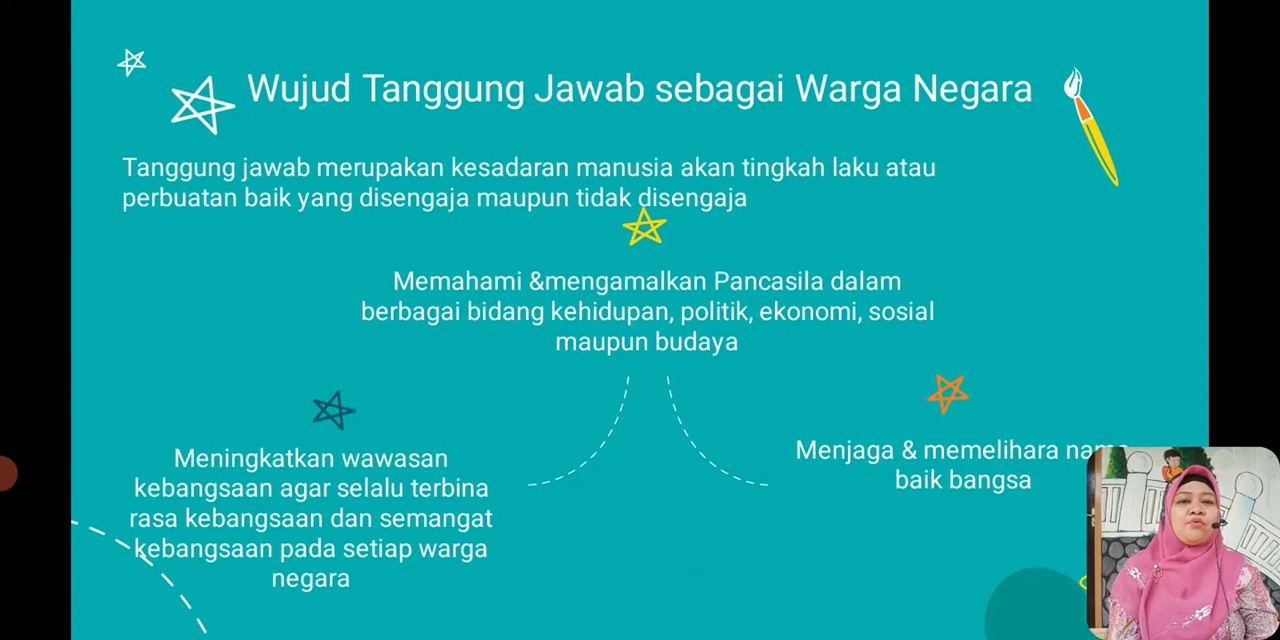 Wujud Tanggung Jawab sebagai Warga Negara
Tanggung jawab merupakan kesadaran manusia akan tingkah laku atau
perbuatan baik yang disengaja maupun tidak disengaja
Memahami &mengamalkan Pancasila dalam
berbagai bidang kehidupan, politik, ekonomi, sosial
maupun budaya
Meningkatkan wawasan
kebangsaan agar selalu terbina
rasa kebangsaan dan semangat
kebangsaan pada setiap warga
negara
Menjaga & memelihara nama
baik bangsa